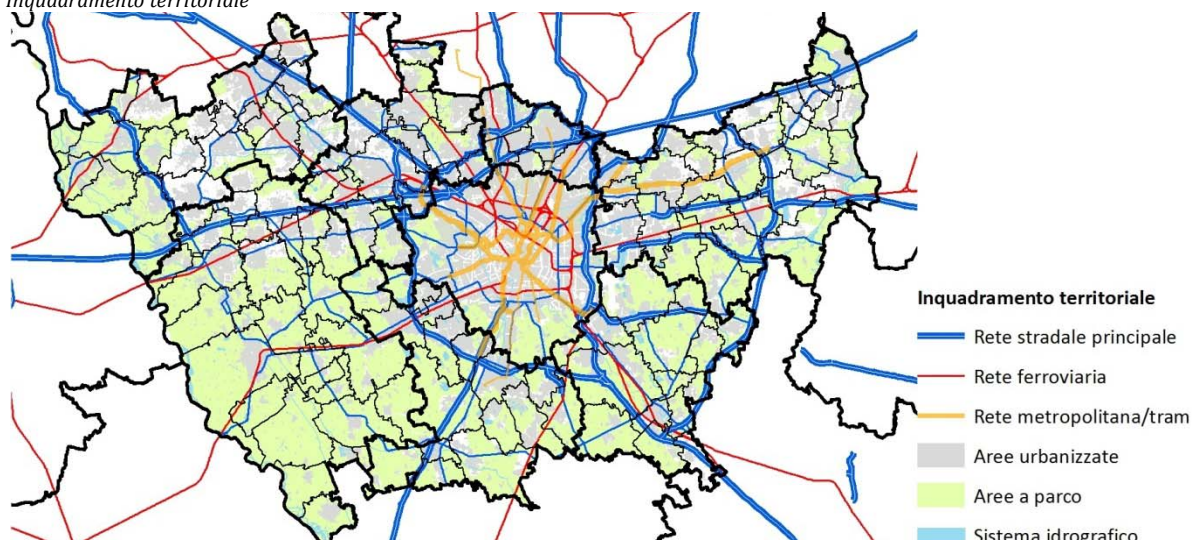 Inquadramento territoriale
Inquadramento territoriale
Rete stradale principale
Rete ferroviaria
Rete metropolitana/tram
Aree urbanizzate
Aree a parco
Sistema idrografico